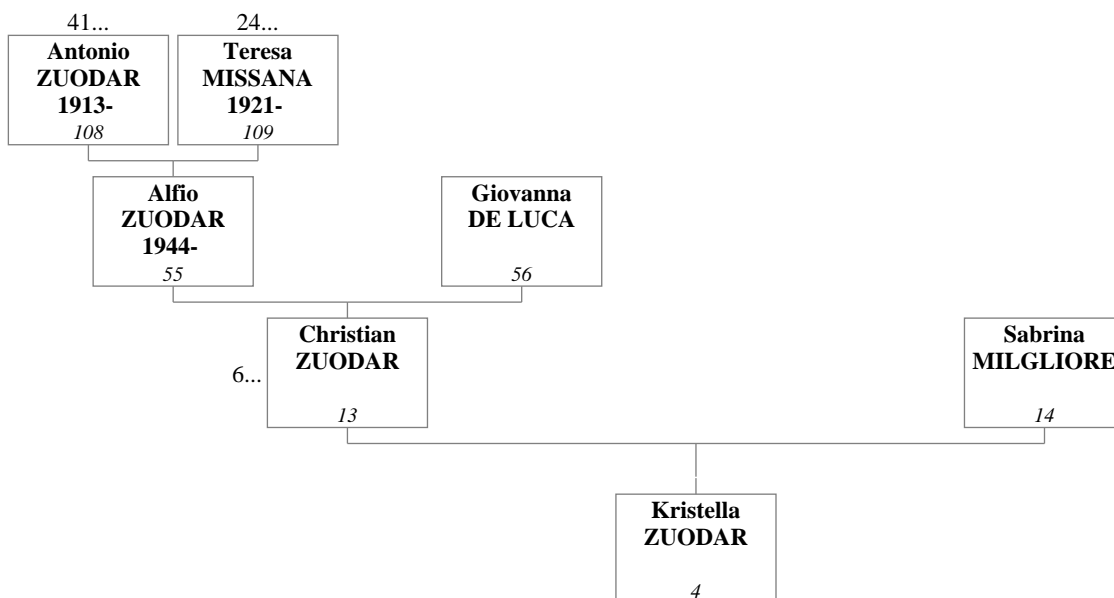 41...
24...
Antonio
ZUODAR
1913-
108
Teresa
MISSANA
1921-
109
Alfio
ZUODAR
1944-
55
Giovanna
DE LUCA
56
6...
Christian
ZUODAR
13
Sabrina
MILGLIORE
14
Kristella
ZUODAR
4